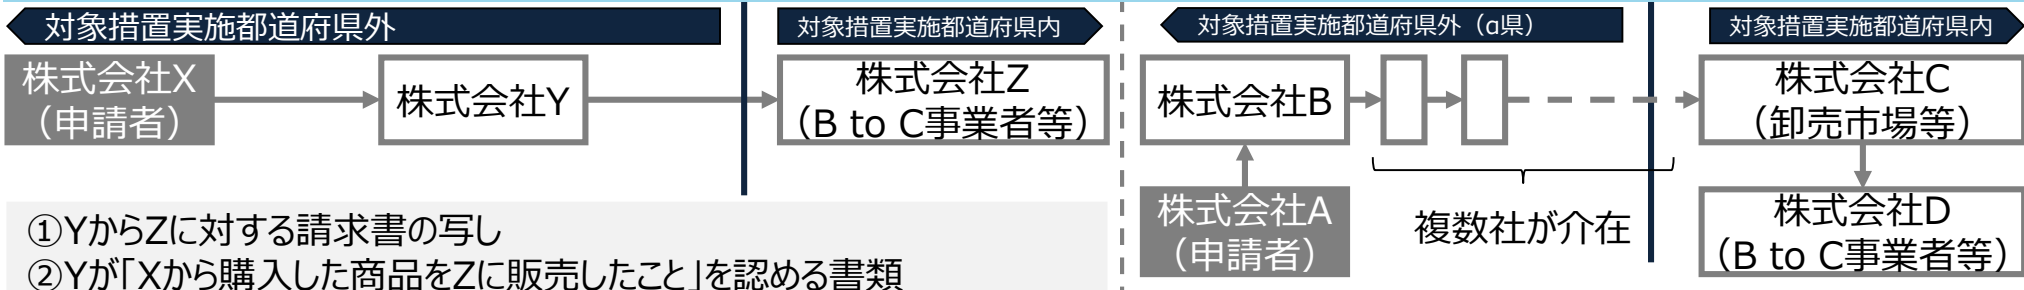 対象措置実施都道府県外
対象措置実施都道府県内
株式会社X
（申請者）
株式会社Y
株式会社Z
（B to C事業者等）
①YからZに対する請求書の写し
②Yが「Xから購入した商品をZに販売したこと」を認める書類
対象措置実施都道府県外（α県）
対象措置実施都道府県内
株式会社B
株式会社C
（卸売市場等）
株式会社A
（申請者）
複数社が介在
株式会社D
（B to C事業者等）